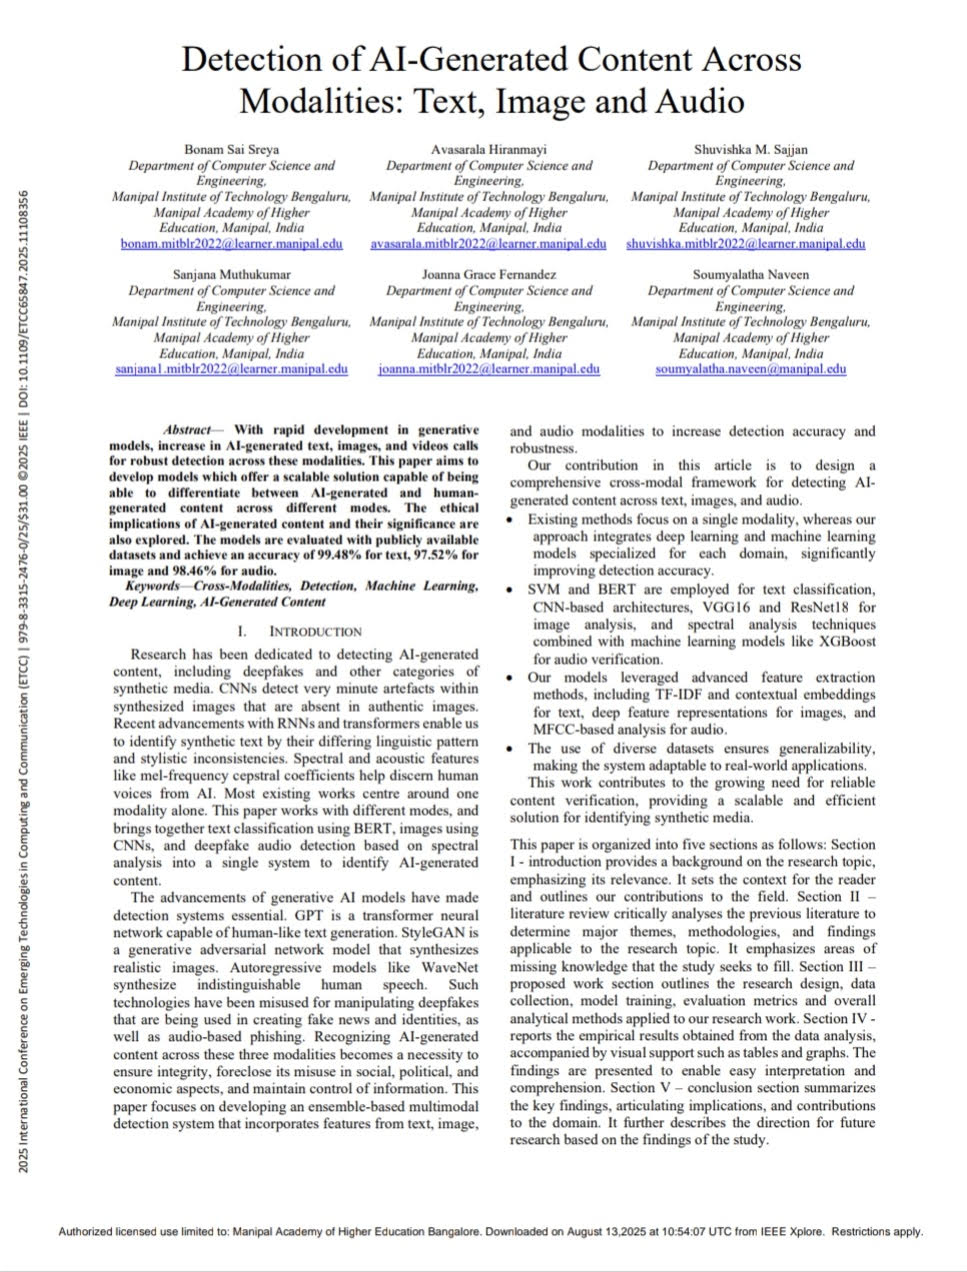 Detection of AI-Generated Content Across
Modalities: Text, Image and Audio
Bonam Sai Sreya
Department of Computer Science and
Engineering,
Manipal Institute of Technology Bengaluru,
Manipal Academy of Higher
Education, Manipal, India
bonam.mitblr2022@learner.manipal.edu
Avasarala Hiranmayi
Department of Computer Science and
Engineering,
Manipal Institute of Technology Bengaluru,
Manipal Academy of Higher
Education, Manipal, India
avasarala.mitblr2022@learner.manipal.edu
Shuvishka M. Sajjan
Department of Computer Science and
Engineering,
Manipal Institute of Technology Bengaluru,
Manipal Academy of Higher
Education, Manipal, India
shuvishka.mitblr2022@learner.manipal.edu
Sanjana Muthukumar
Department of Computer Science and
Engineering,
Manipal Institute of Technology Bengaluru,
Manipal Academy of Higher
Education, Manipal, India
sanjana1.mitblr2022@learner.manipal.edu
Joanna Grace Fernandez
Department of Computer Science and
Engineering,
Manipal Institute of Technology Bengaluru,
Manipal Academy of Higher
Education, Manipal, India
joanna.mitblr2022@learner.manipal.edu
Soumyalatha Naveen
Department of Computer Science and
Engineering,
Manipal Institute of Technology Bengaluru,
Manipal Academy of Higher
Education, Manipal, India
soumyalatha.naveen@manipal.edu
Abstract— With rapid development in generative
models, increase in AI-generated text, images, and videos calls
for robust detection across these modalities. This paper aims to
develop models which offer a scalable solution capable of being
able to differentiate between AI-generated and human-
generated content across different modes. The ethical
implications of AI-generated content and their significance are
also explored. The models are evaluated with publicly available
datasets and achieve an accuracy of 99.48% for text, 97.52% for
image and 98.46% for audio.
Keywords—Cross-Modalities, Detection, Machine Learning,
Deep Learning, AI-Generated Content
I. INTRODUCTION
Research has been dedicated to detecting AI-generated
content, including deepfakes and other categories of
synthetic media. CNNs detect very minute artefacts within
synthesized images that are absent in authentic images.
Recent advancements with RNNs and transformers enable us
to identify synthetic text by their differing linguistic pattern
and stylistic inconsistencies. Spectral and acoustic features
like mel-frequency cepstral coefficients help discern human
voices from AI. Most existing works centre around one
modality alone. This paper works with different modes, and
brings together text classification using BERT, images using
CNNs, and deepfake audio detection based on spectral
analysis into a single system to identify AI-generated
content.
The advancements of generative AI models have made
detection systems essential. GPT is a transformer neural
network capable of human-like text generation. StyleGAN is
a generative adversarial network model that synthesizes
realistic images. Autoregressive models like WaveNet
synthesize indistinguishable human speech. Such
technologies have been misused for manipulating deepfakes
that are being used in creating fake news and identities, as
well as audio-based phishing. Recognizing AI-generated
content across these three modalities becomes a necessity to
ensure integrity, foreclose its misuse in social, political, and
economic aspects, and maintain control of information. This
paper focuses on developing an ensemble-based multimodal
detection system that incorporates features from text, image,
and audio modalities to increase detection accuracy and
robustness.
Our contribution in this article is to design a
comprehensive cross-modal framework for detecting AI-
generated content across text, images, and audio.
• Existing methods focus on a single modality, whereas our
approach integrates deep learning and machine learning
models specialized for each domain, significantly
improving detection accuracy.
• SVM and BERT are employed for text classification,
CNN-based architectures, VGG16 and ResNet18 for
image analysis, and spectral analysis techniques
combined with machine learning models like XGBoost
for audio verification.
• Our models leveraged advanced feature extraction
methods, including TF-IDF and contextual embeddings
for text, deep feature representations for images, and
MFCC-based analysis for audio.
• The use of diverse datasets ensures generalizability,
making the system adaptable to real-world applications.
This work contributes to the growing need for reliable
content verification, providing a scalable and efficient
solution for identifying synthetic media.
This paper is organized into five sections as follows: Section
I - introduction provides a background on the research topic,
emphasizing its relevance. It sets the context for the reader
and outlines our contributions to the field. Section II –
literature review critically analyses the previous literature to
determine major themes, methodologies, and findings
applicable to the research topic. It emphasizes areas of
missing knowledge that the study seeks to fill. Section III –
proposed work section outlines the research design, data
collection, model training, evaluation metrics and overall
analytical methods applied to our research work. Section IV -
reports the empirical results obtained from the data analysis,
accompanied by visual support such as tables and graphs. The
findings are presented to enable easy interpretation and
comprehension. Section V – conclusion section summarizes
the key findings, articulating implications, and contributions
to the domain. It further describes the direction for future
research based on the findings of the study.
2025 International Conference on Emerging Technologies in Computing and Communication (ETCC) | 979-8-3315-2476-0/25/$31.00 ©2025 IEEE | DOI: 10.1109/ETCC65847.2025.11108356
Authorized licensed use limited to: Manipal Academy of Higher Education Bangalore. Downloaded on August 13,2025 at 10:54:07 UTC from IEEE Xplore. Restrictions apply.